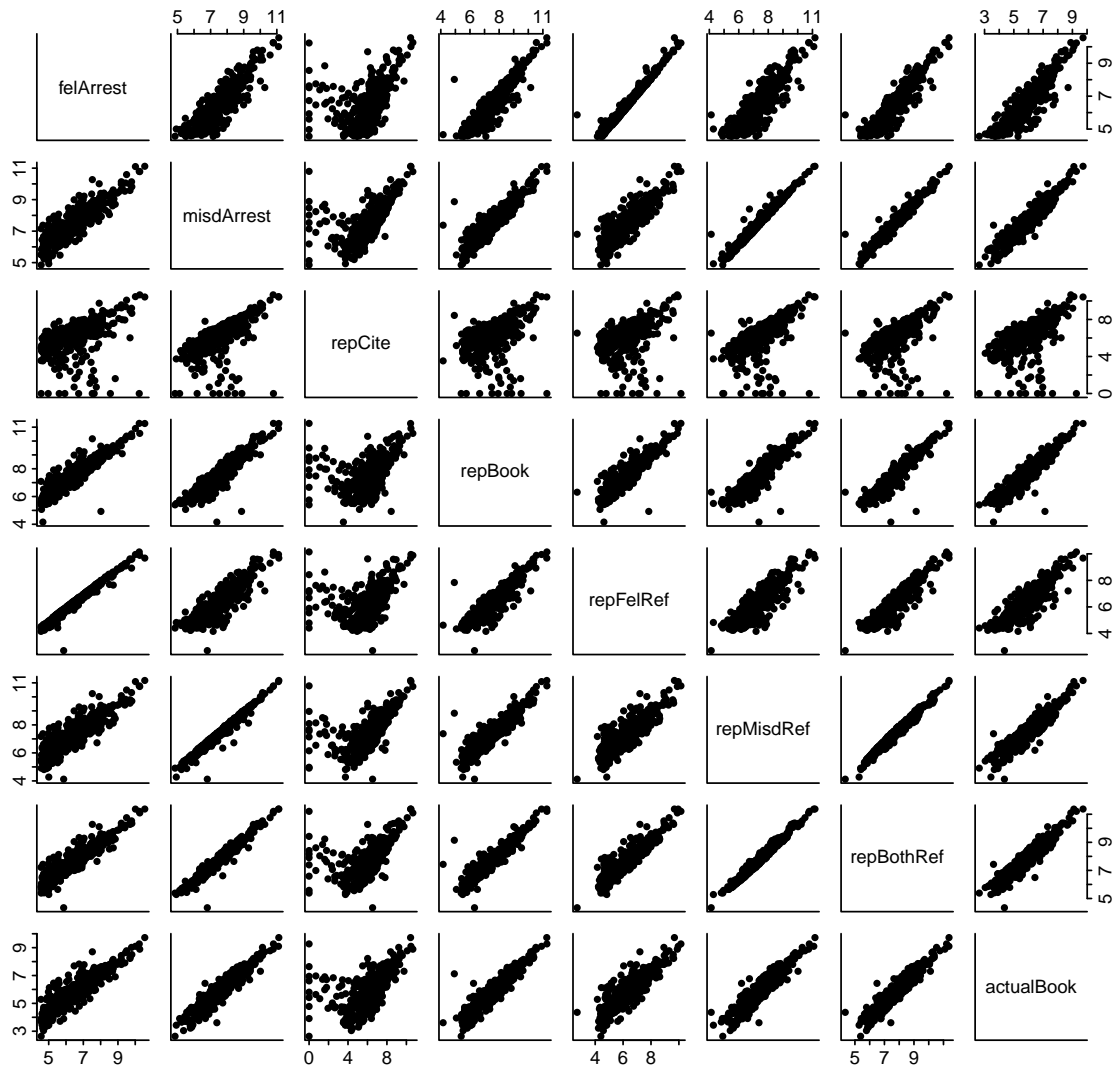 5 7 9 11 4 6 8 11 4 6 8 11 3 5 7 9
felArrest
5 7 9
5 7 9 11
misdArrest
repCite
0 4 8
4 6 8 11
repBook
repFelRef
4 6 8
4 6 8 11
repMisdRef
repBothRef
5 7 9
3 5 7 9
actualBook
5 7 9 0 4 8 4 6 8 5 7 9